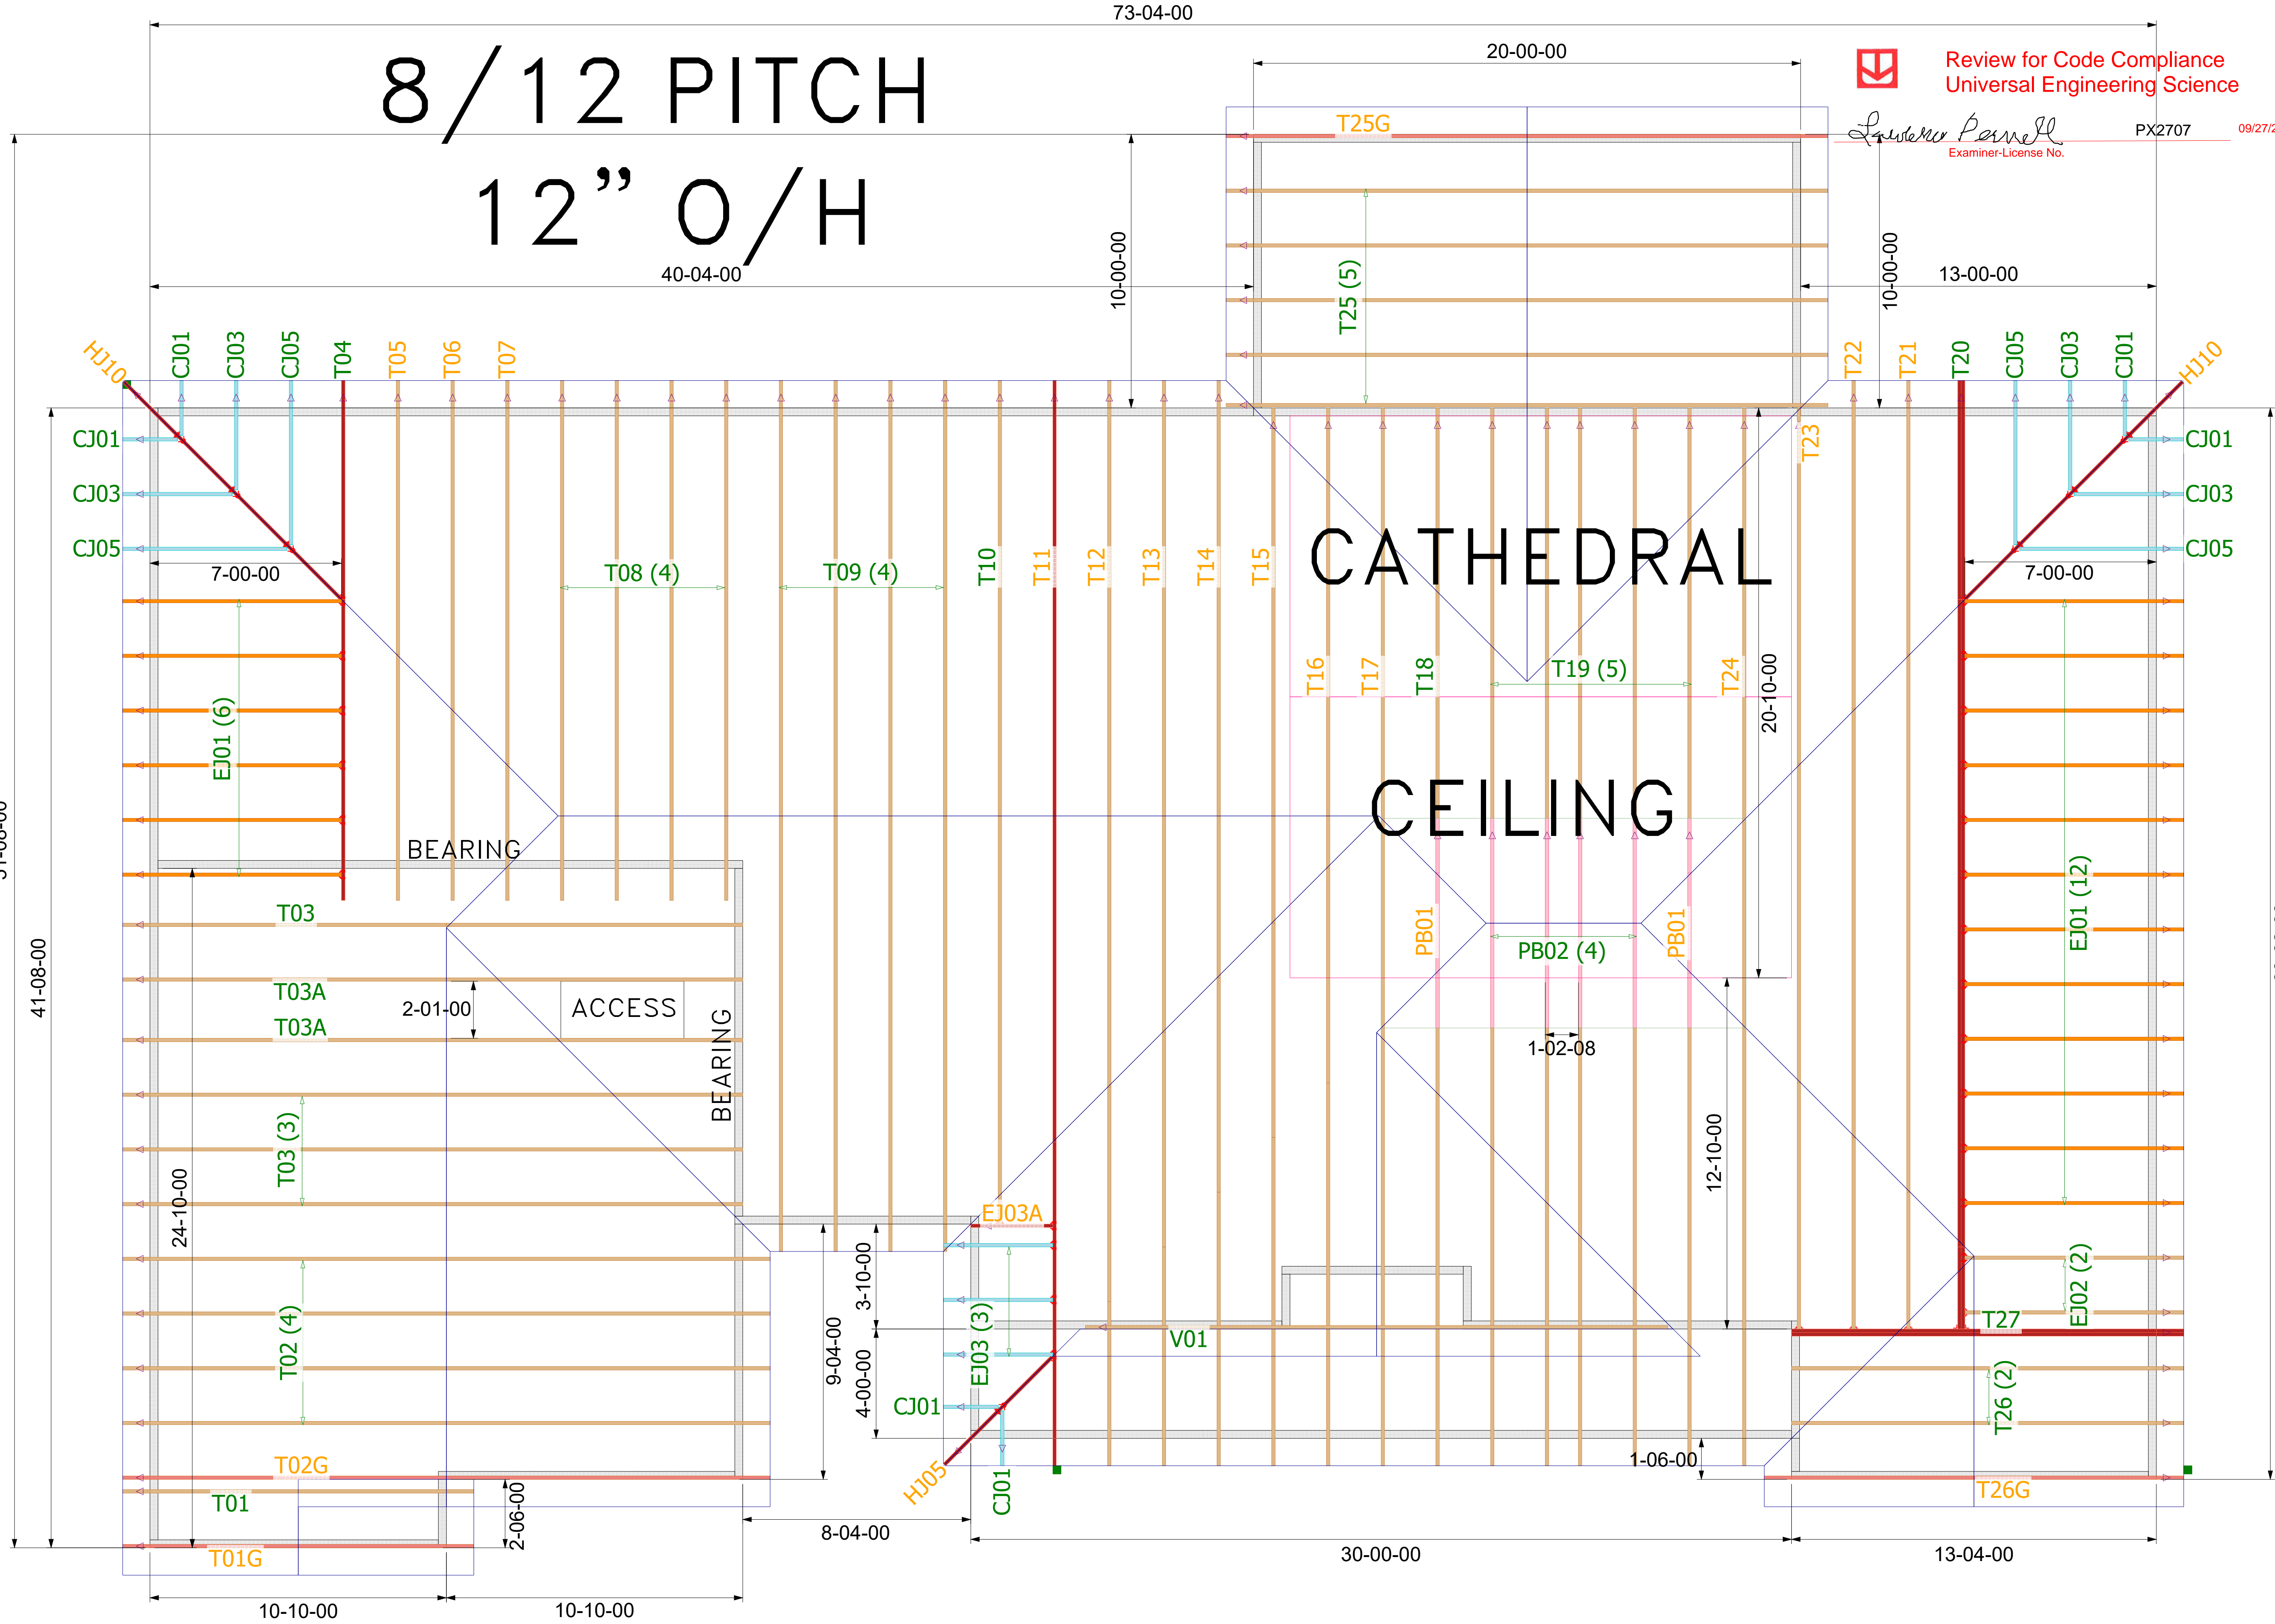 73-04-00
8/12 PITCH
12” O/H
20-00-00
Review for Code Compliance
Universal Engineering Science
PX2707
Examiner-License No.
T25G
40-04-00
10-00-00
T25 (5)
10-00-00
13-00-00
HJ10
CJ01
CJ03
CJ05
T04
T05
T06
T07
T22
T21
T20
CJ05
CJ03
CJ01
HJ10
CJ01
CJ03
CJ05
7-00-00
T23
CJ01
CJ03
CJ05
7-00-00
T08 (4)
T09 (4)
T10
T11
T12
T13
T14
T15
CATHEDRAL
CEILING
T16
T17
T18
T19 (5)
T24
20-10-00
EJ01 (6)
BEARING
T03
T03A
T03A
2-01-00
ACCESS
BEARING
41-08-00
PB01
PB02 (4)
PB01
1-02-08
EJ01 (12)
T03 (3)
24-10-00
12-10-00
EJ03A
3-10-00
EJ03 (3)
V01
EJ02 (2)
T27
T02 (4)
9-04-00
4-00-00
CJ01
T26 (2)
1-06-00
T02G
T01
2-06-00
HJ05
CJ01
T26G
T01G
8-04-00
30-00-00
13-04-00
10-10-00
10-10-00